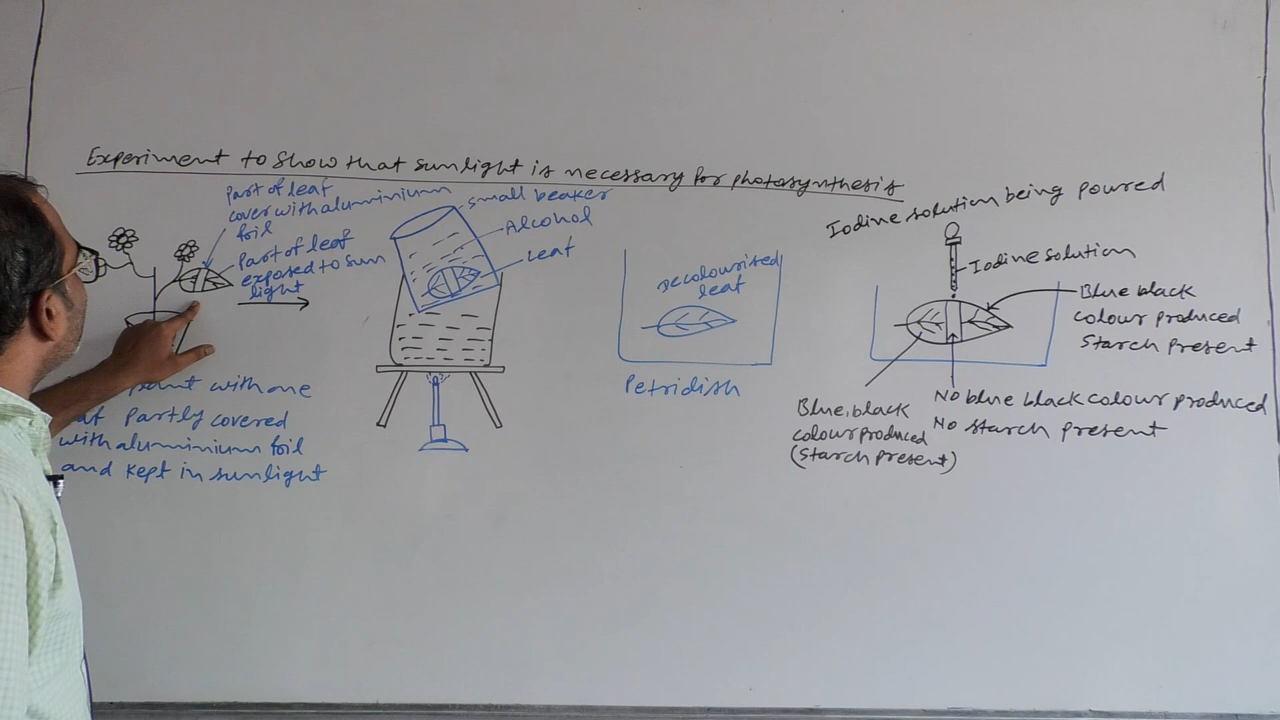 Experiment to show that sunlight is necessary for photosynthesis
Part of leaf
cover with aluminium
foil
Part of leaf
exposed to sun
light
plant with one
leaf partly covered
with aluminium foil
and kept in sunlight
small beaker
Alcohol
Leaf
decolourised
leaf
Petridish
Iodine solution being poured
Iodine solution
Blue black
colour produced
Starch present
Blue black
colour produced
(Starch present)
No blue black colour produced
No starch present